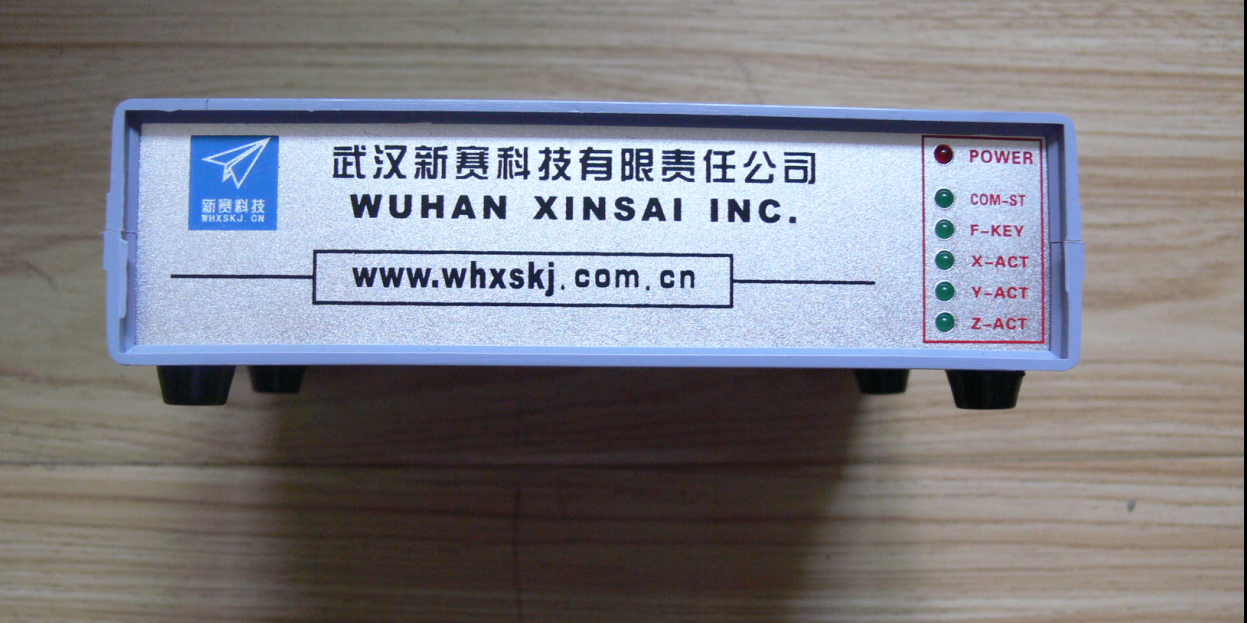 武汉新赛科技有限责任公司
WUHAN XINSAI INC.
www.whxskj.com.cn
新赛科技
WHXSKJ.CN
POWER
COM-ST
F-KEY
X-ACT
Y-ACT
Z-ACT